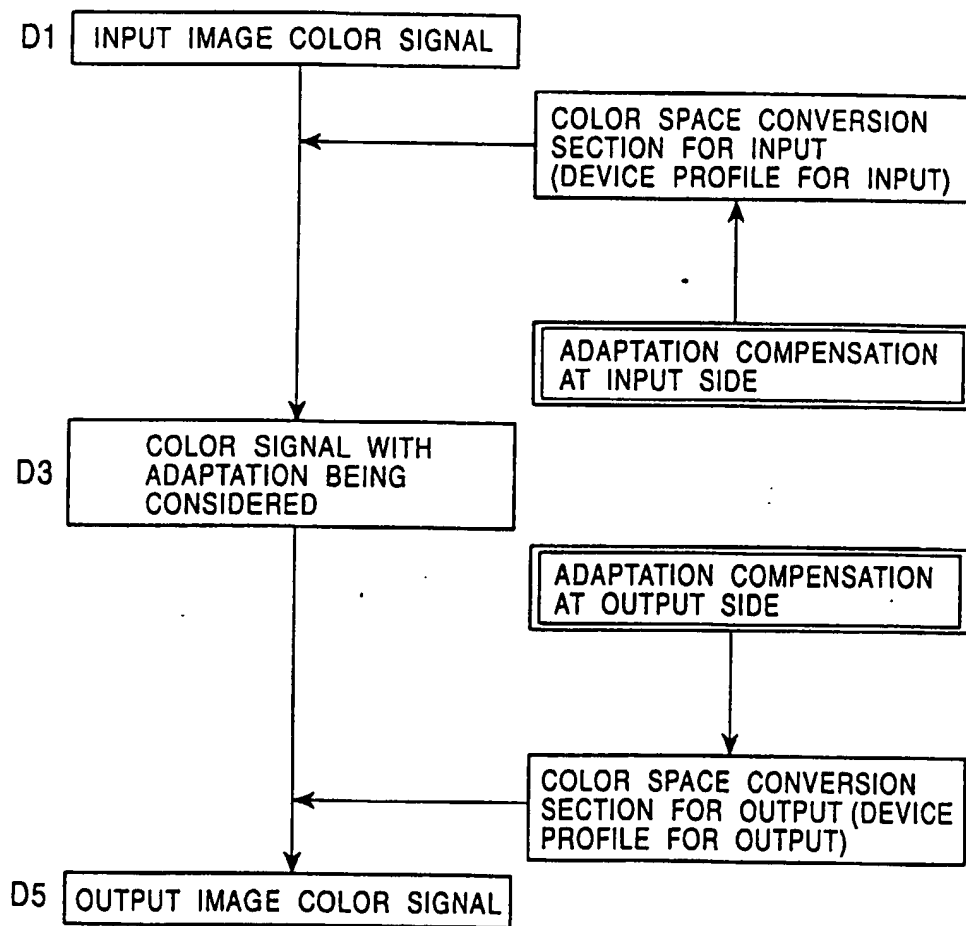 D1
INPUT IMAGE COLOR SIGNAL
COLOR SPACE CONVERSION
SECTION FOR INPUT
(DEVICE PROFILE FOR INPUT)
ADAPTATION COMPENSATION
AT INPUT SIDE
D3
COLOR SIGNAL WITH
ADAPTATION BEING
CONSIDERED
ADAPTATION COMPENSATION
AT OUTPUT SIDE
COLOR SPACE CONVERSION
SECTION FOR OUTPUT (DEVICE
PROFILE FOR OUTPUT)
D5
OUTPUT IMAGE COLOR SIGNAL